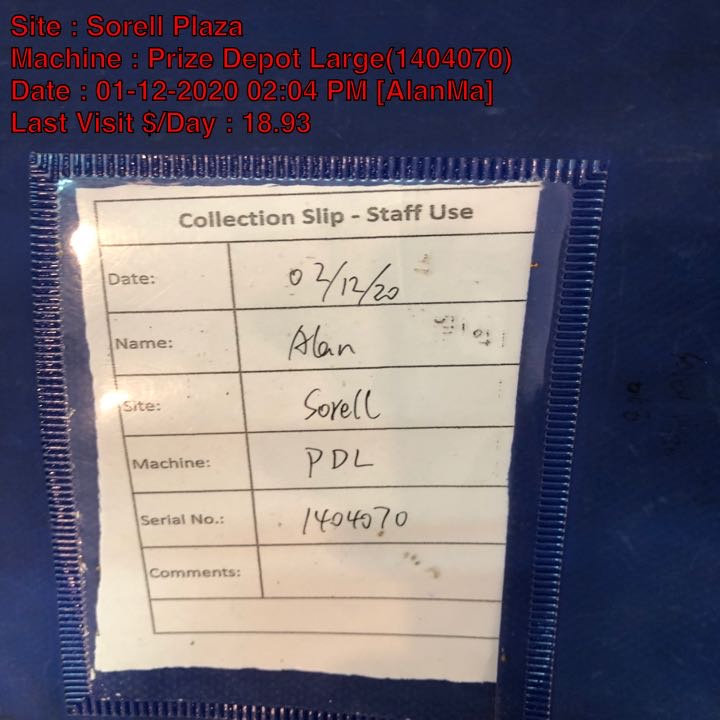 Site : Sorell Plaza
Machine : Prize Depot Large(1404070)
Date : 01-12-2020 02:04 PM [AlanMa]
Last Visit $/Day : 18.93
Collection Slip - Staff Use
Date: 02/12/20
Name: Alan
Site: Sorell
Machine: PDL
Serial No.: 1404070
Comments: